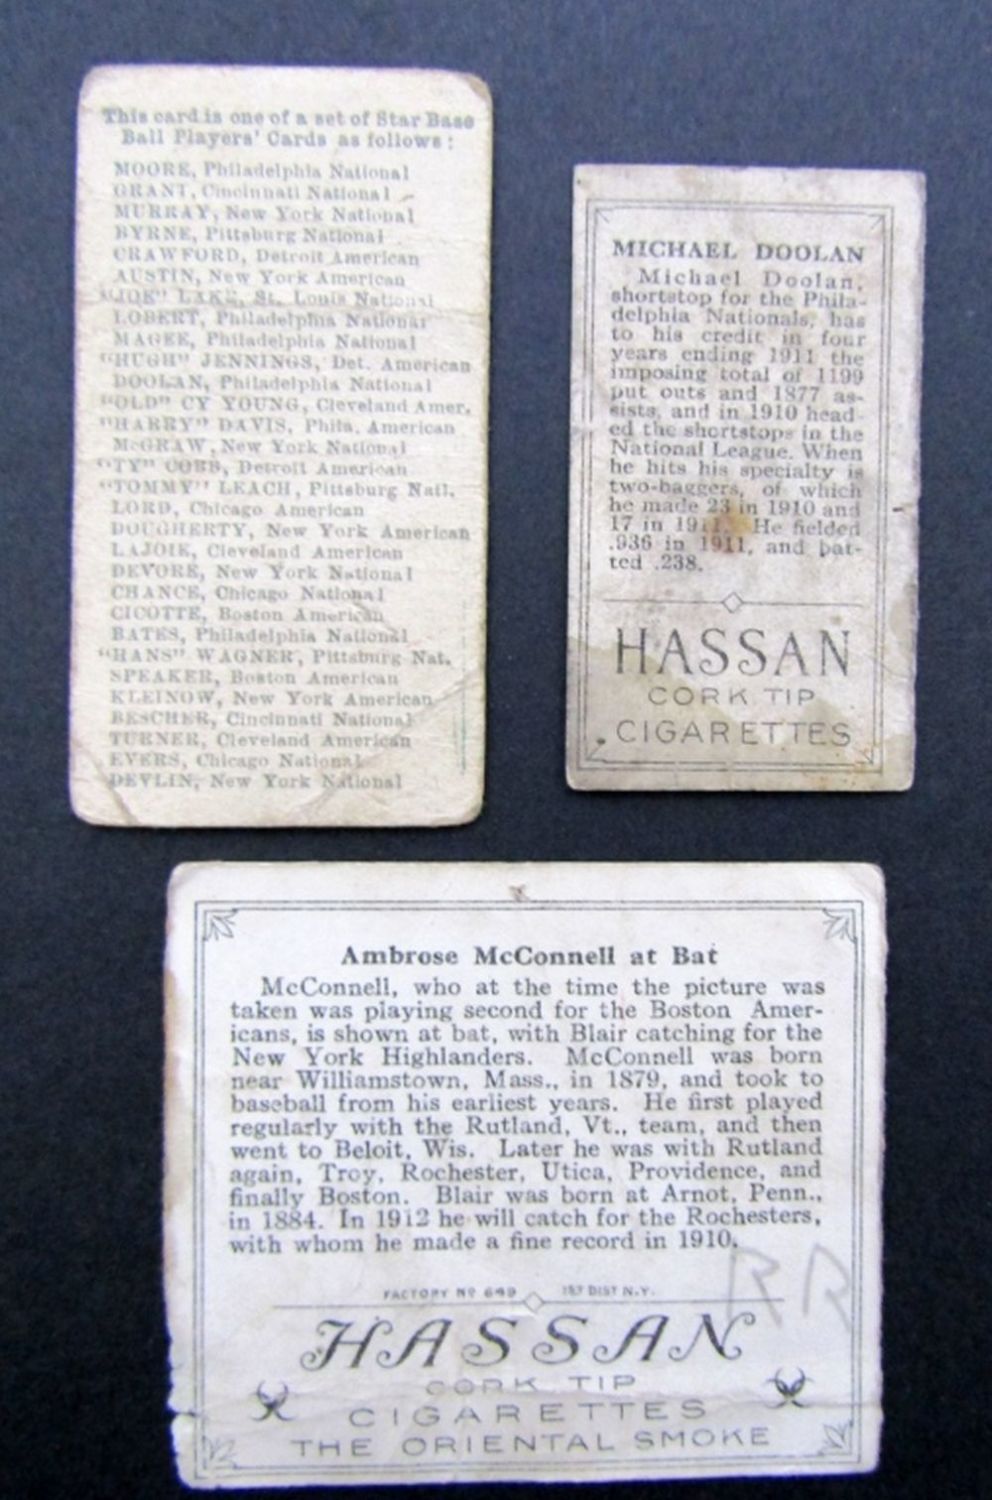 This card is one of a set of Star Base
Ball Players' Cards as follows:
MOORE, Philadelphia National
GRANT, Cincinnati National
MURRAY, New York National
BYRNE, Pittsburg National
CRAWFORD, Detroit American
AUSTIN, New York American
"JOE" LAKE, St. Louis National
LOBERT, Philadelphia National
MAGEE, Philadelphia National
"HUGH" JENNINGS, Det. American
DOOLAN, Philadelphia National
"OLD" CY YOUNG, Cleveland Amer.
"HARRY" DAVIS, Phila. American
McGRAW, New York National
"TY" COBB, Detroit American
"TOMMY" LEACH, Pittsburg Natl.
LORD, Chicago American
DOUGHERTY, New York American
LAJOIE, Cleveland American
DEVORE, New York National
CHANCE, Chicago National
CICOTTE, Boston American
BATES, Philadelphia National
"HANS" WAGNER, Pittsburg Nat.
SPEAKER, Boston American
KLEINOW, New York American
BESCHER, Cincinnati National
TURNER, Cleveland American
EVERS, Chicago National
DEVLIN, New York National
MICHAEL DOOLAN
Michael Doolan,
shortstop for the Phila-
delphia Nationals, has
to his credit in four
years ending 1911 the
imposing total of 1199
put outs and 1877 as-
sists, and in 1910 head-
ed the shortstops in the
National League. When
he hits his specialty is
two-baggers, of which
he made 23 in 1910 and
17 in 1911. He fielded
.936 in 1911, and bat-
ted .238.
HASSAN
CORK TIP
CIGARETTES
Ambrose McConnell at Bat
McConnell, who at the time the picture was
taken was playing second for the Boston Amer-
icans, is shown at bat, with Blair catching for the
New York Highlanders. McConnell was born
near Williamstown, Mass., in 1879, and took to
baseball from his earliest years. He first played
regularly with the Rutland, Vt., team, and then
went to Beloit, Wis. Later he was with Rutland
again, Troy, Rochester, Utica, Providence, and
finally Boston. Blair was born at Arnot, Penn.,
in 1884. In 1912 he will catch for the Rochesters,
with whom he made a fine record in 1910.
RR
FACTORY Nº 649 1ST DIST N.Y.
HASSAN
CORK TIP
CIGARETTES
THE ORIENTAL SMOKE